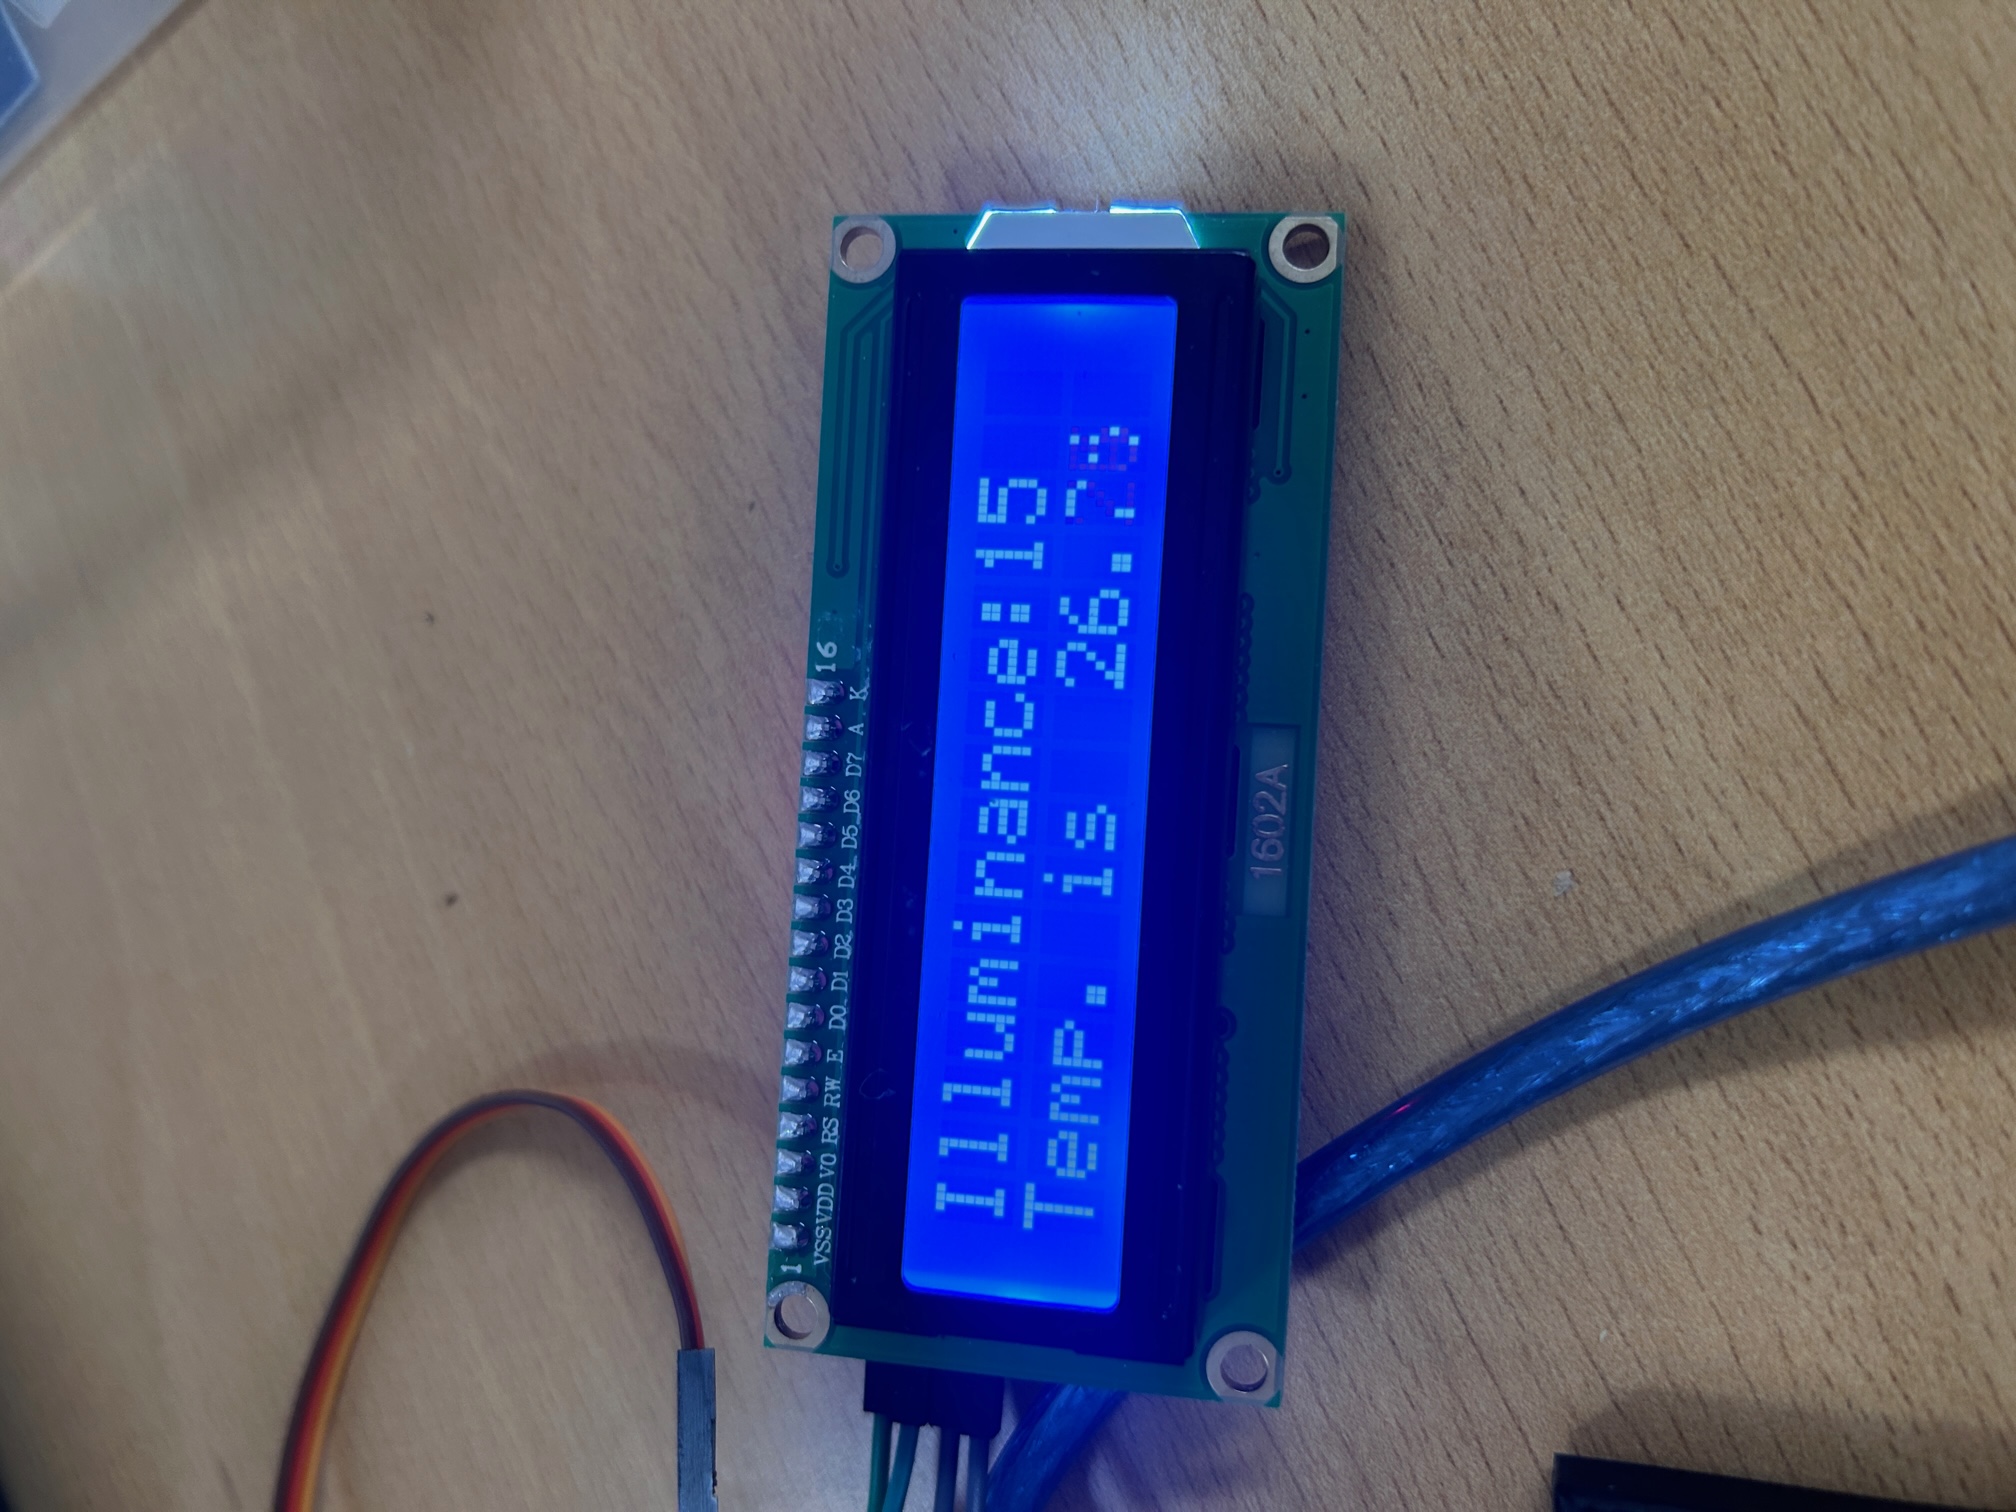 1 16
VSS VDD V0 RS RW E D0 D1 D2 D3 D4 D5 D6 D7 A K
Illuminance:15
Temp. is 26.
1602A